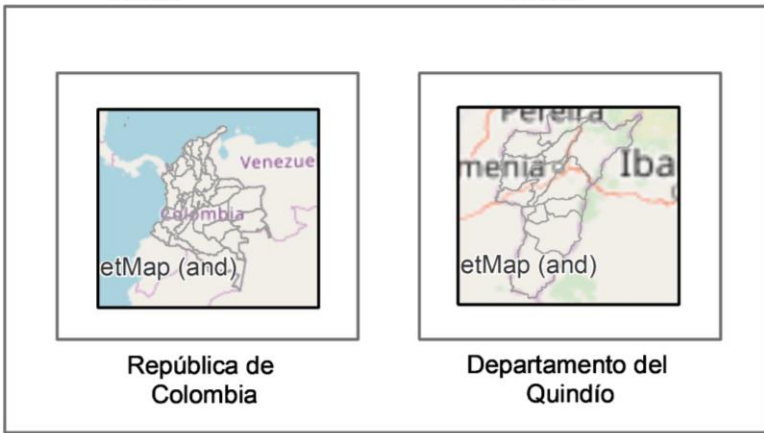 Venezue
Colombia
etMap (and)
República de
Colombia
Pereira
menia
Iba
etMap (and)
Departamento del
Quindío